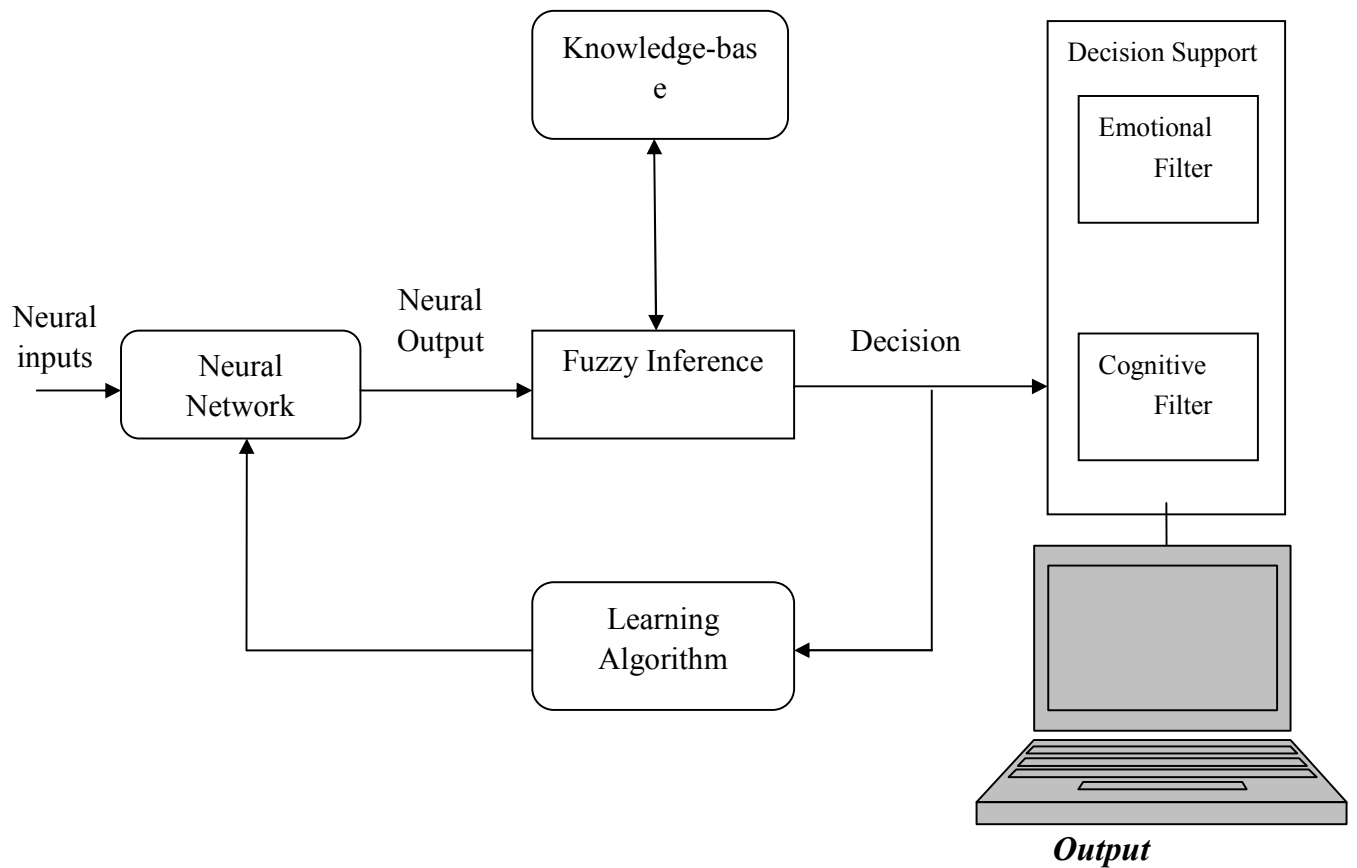 Knowledge-bas
e
Decision Support
Emotional
Filter
Neural
inputs
Neural
Network
Neural
Output
Fuzzy Inference
Decision
Cognitive
Filter
Learning
Algorithm
Output